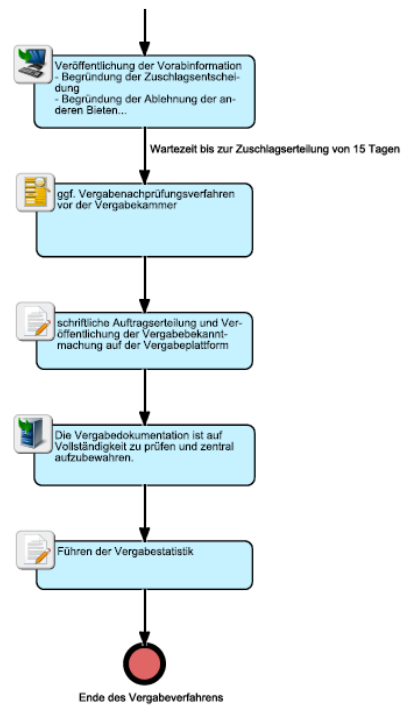 Veröffentlichung der Vorabinformation
- Begründung der Zuschlagsentschei-
dung
- Begründung der Ablehnung der an-
deren Bieten...
Wartezeit bis zur Zuschlagserteilung von 15 Tagen
ggf. Vergabenachprüfungsverfahren
vor der Vergabekammer
schriftliche Auftragserteilung und Ver-
öffentlichung der Vergabebekannt-
machung auf der Vergabeplattform
Die Vergabedokumentation ist auf
Vollständigkeit zu prüfen und zentral
aufzubewahren.
Führen der Vergabestatistik
Ende des Vergabeverfahrens